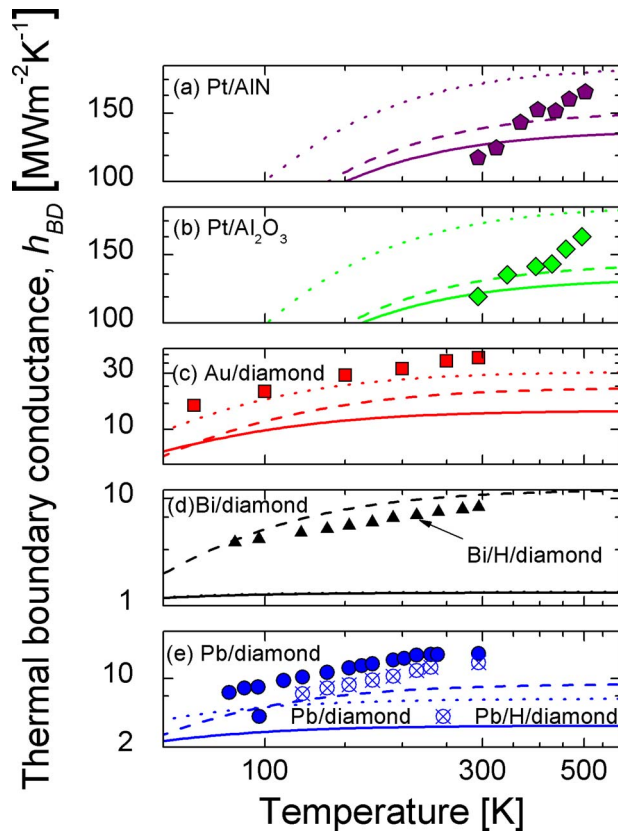 Thermal boundary conductance, h_BD [MWm⁻²K⁻¹]
(a) Pt/AlN
150
100
(b) Pt/Al₂O₃
150
100
30
(c) Au/diamond
10
10
(d)Bi/diamond
Bi/H/diamond
1
(e) Pb/diamond
10
Pb/diamond Pb/H/diamond
2
100 300 500
Temperature [K]